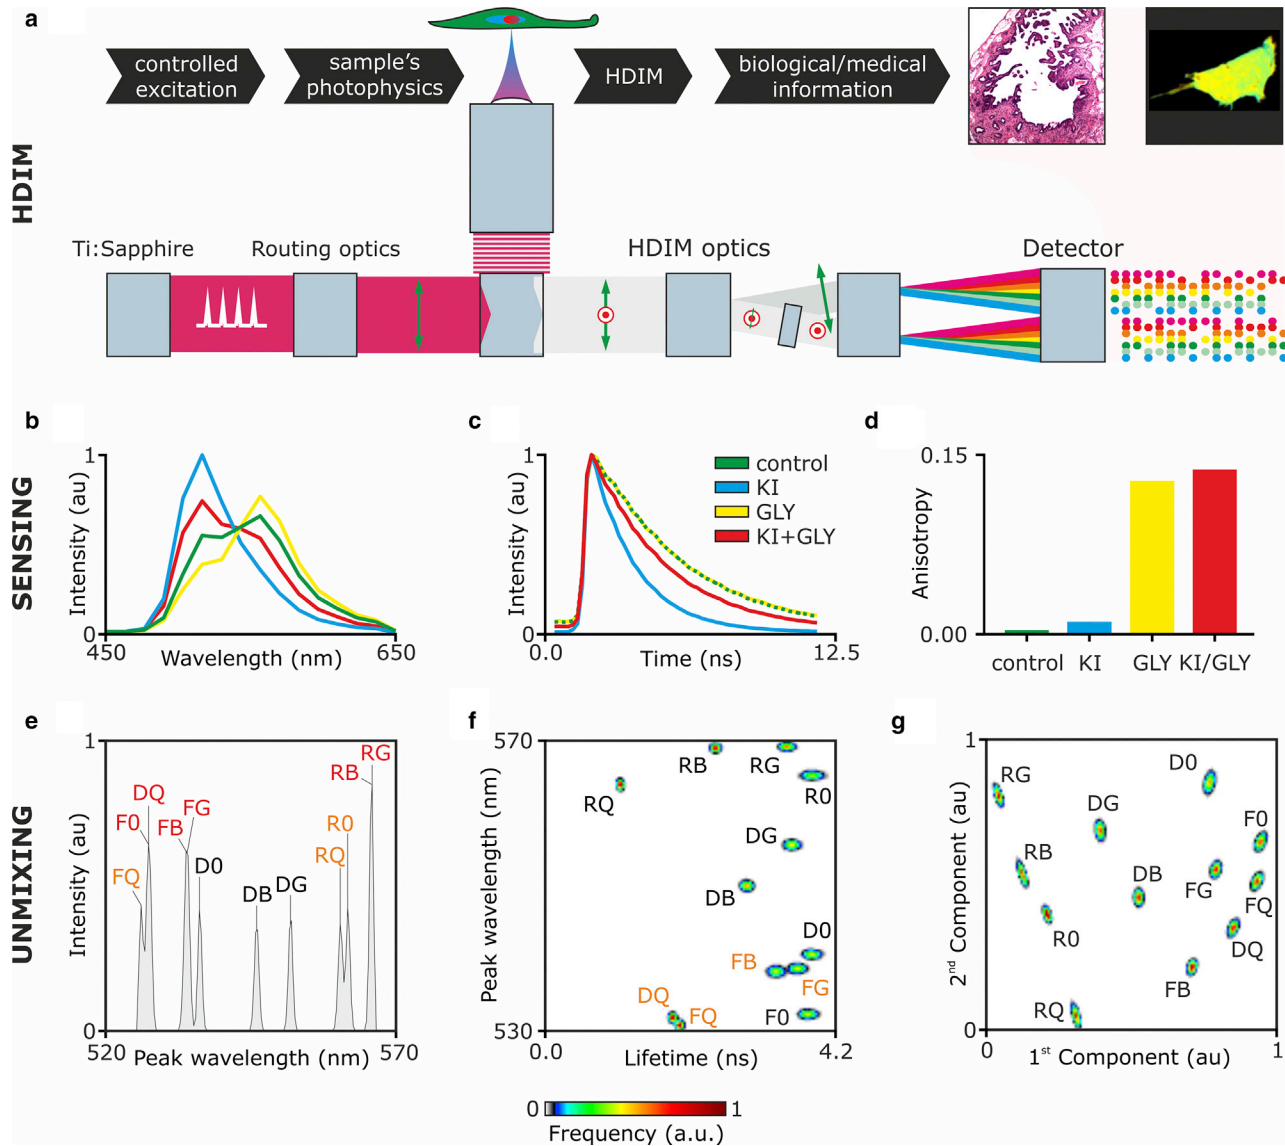 a
controlled
excitation
sample's
photophysics
HDIM
biological/medical
information
HDIM
Ti:Sapphire
Routing optics
HDIM optics
Detector
SENSING
b
1
Intensity (au)
0
450
Wavelength (nm)
650
c
1
Intensity (au)
0
0.0
Time (ns)
12.5
control
KI
GLY
KI+GLY
d
0.15
Anisotropy
0.00
control
KI
GLY
KI/GLY
UNMIXING
e
1
Intensity (au)
0
520
Peak wavelength (nm)
570
RG
RB
DQ
FG
F0
FB
R0
RQ
D0
FQ
DB
DG
f
570
Peak wavelength (nm)
530
0.0
Lifetime (ns)
4.2
RB
RG
RQ
R0
DG
DB
D0
FB
FG
DQ
FQ
F0
g
1
2nd Component (au)
0
0
1st Component (au)
1
D0
RG
DG
F0
RB
DB
FG
FQ
R0
DQ
FB
RQ
0
1
Frequency (a.u.)